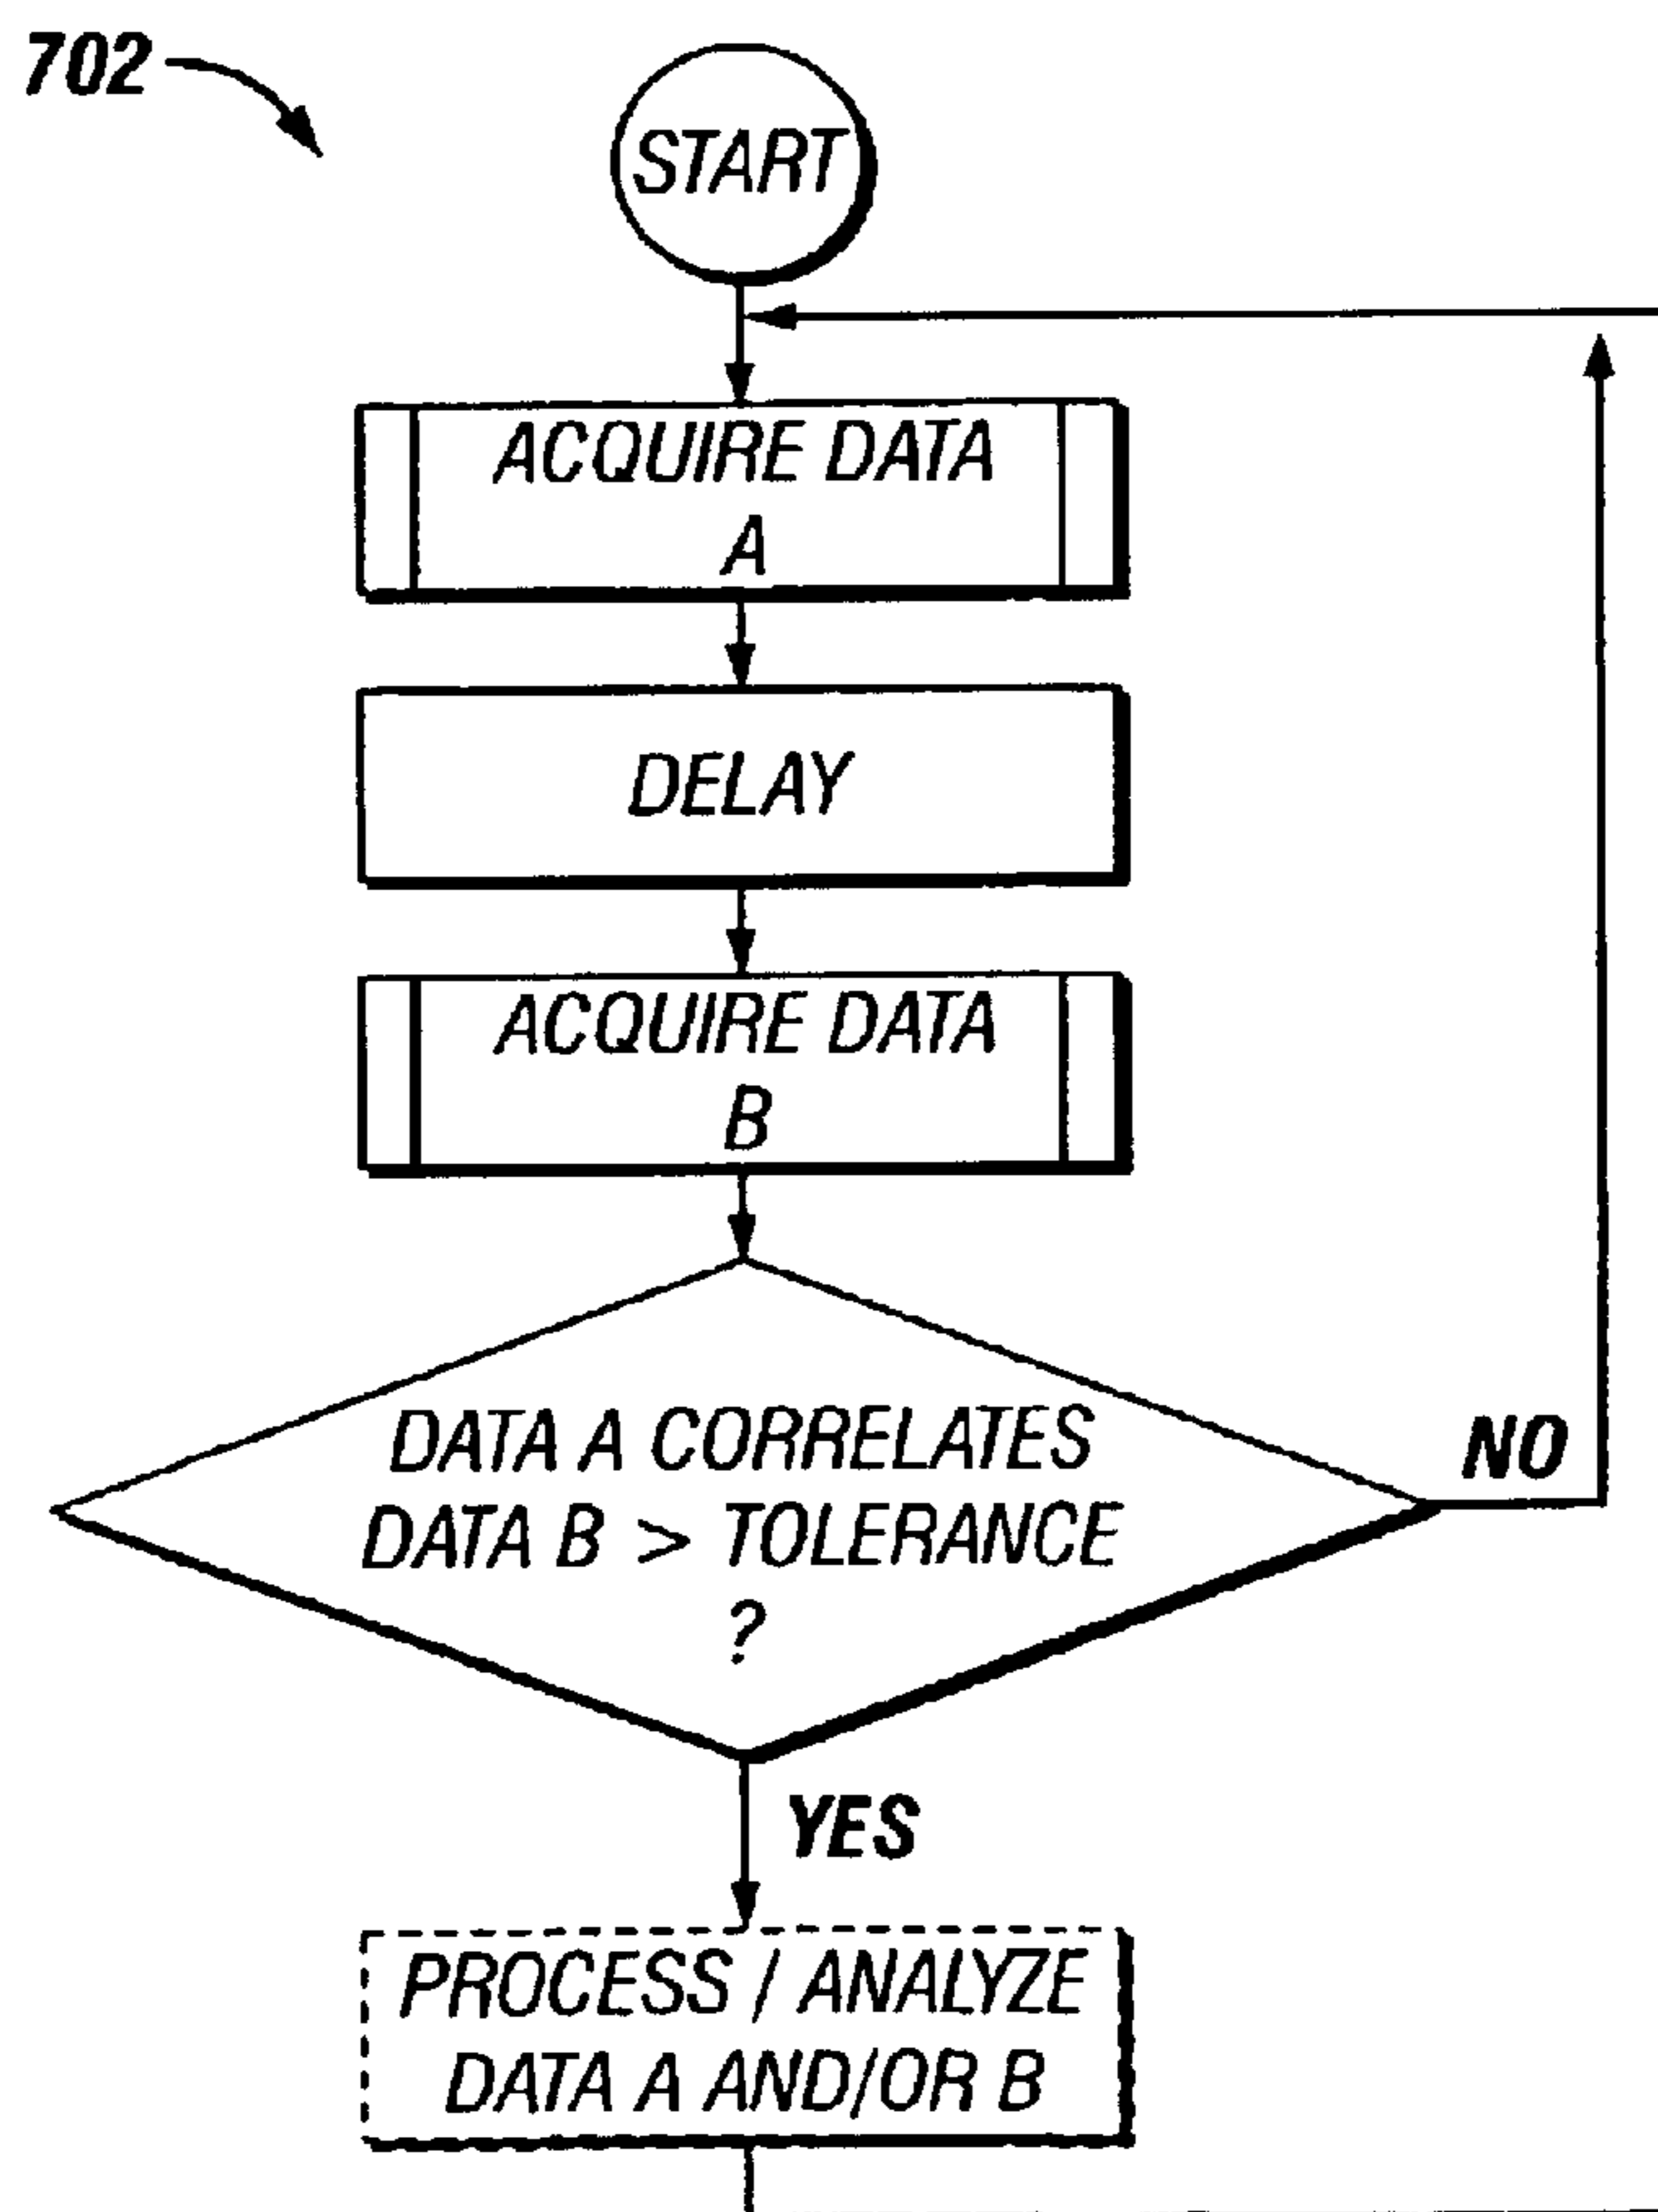 702
START
ACQUIRE DATA
A
DELAY
ACQUIRE DATA
B
DATA A CORRELATES
DATA B > TOLERANCE
?
NO
YES
PROCESS / ANALYZE
DATA A AND/OR B